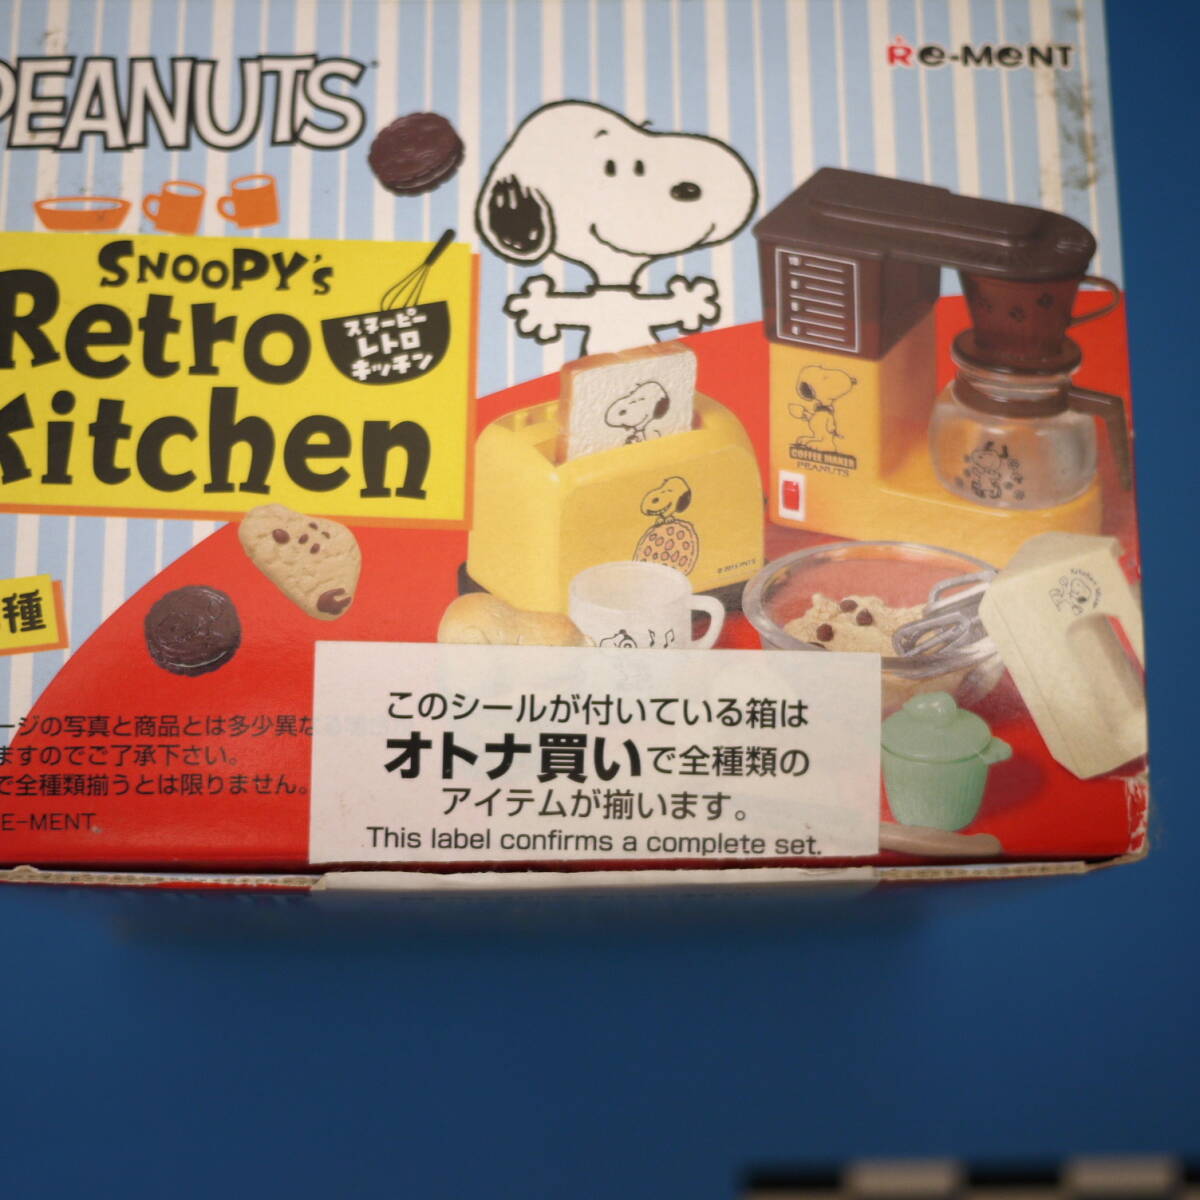 PEANUTS
RE-MENT
SNOOPY's
Retro
Kitchen
スヌーピー
レトロ
キッチン
種
COFFEE MAKER
PEANUTS
ージの写真と商品とは多少異な
ますのでご了承下さい。
で全種類揃うとは限りません。
E-MENT.
このシールが付いている箱は
オトナ買いで全種類の
アイテムが揃います。
This label confirms a complete set.